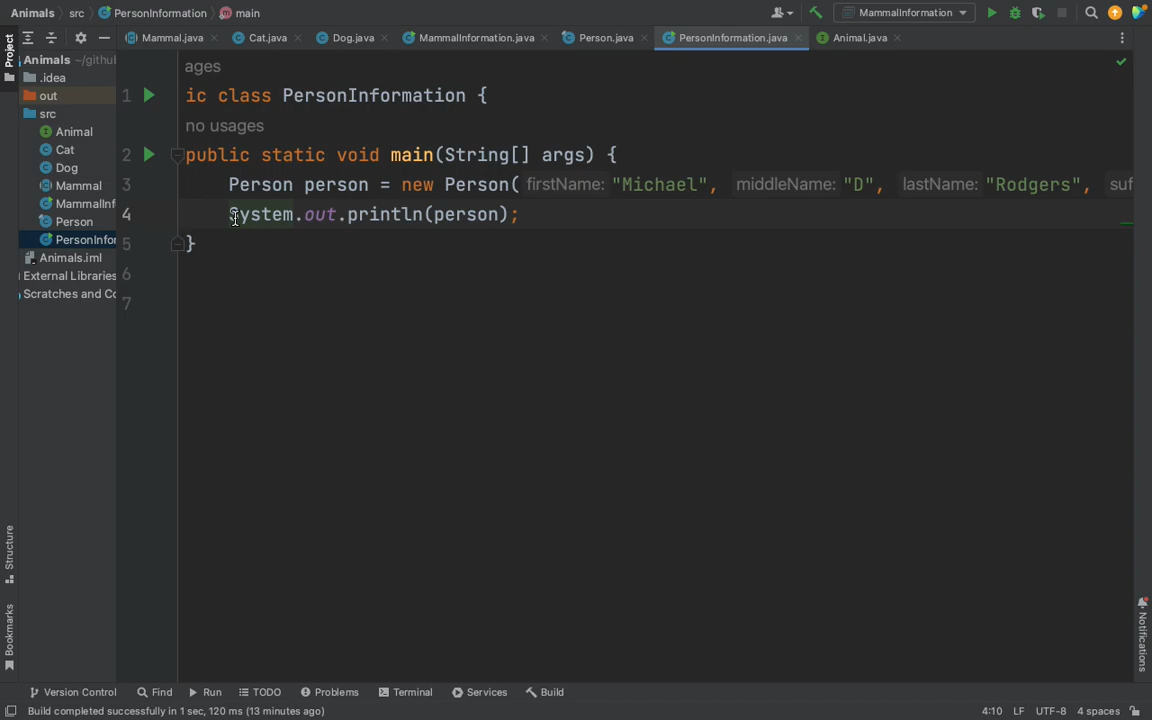 Animals src PersonInformation main MammalInformation
Project
Mammal.java Cat.java Dog.java MammalInformation.java Person.java PersonInformation.java Animal.java
Animals ~/githul
.idea
out
src
Animal
Cat
Dog
Mammal
MammalInf
Person
PersonInfor
Animals.iml
External Libraries
Scratches and Co
ages
1 ic class PersonInformation {
no usages
2 public static void main(String[] args) {
3 Person person = new Person( firstName: "Michael", middleName: "D", lastName: "Rodgers", suf
4 System.out.println(person);
5 }
6
7
Structure
Bookmarks
Notifications
Version Control Find Run TODO Problems Terminal Services Build
Build completed successfully in 1 sec, 120 ms (13 minutes ago) 4:10 LF UTF-8 4 spaces